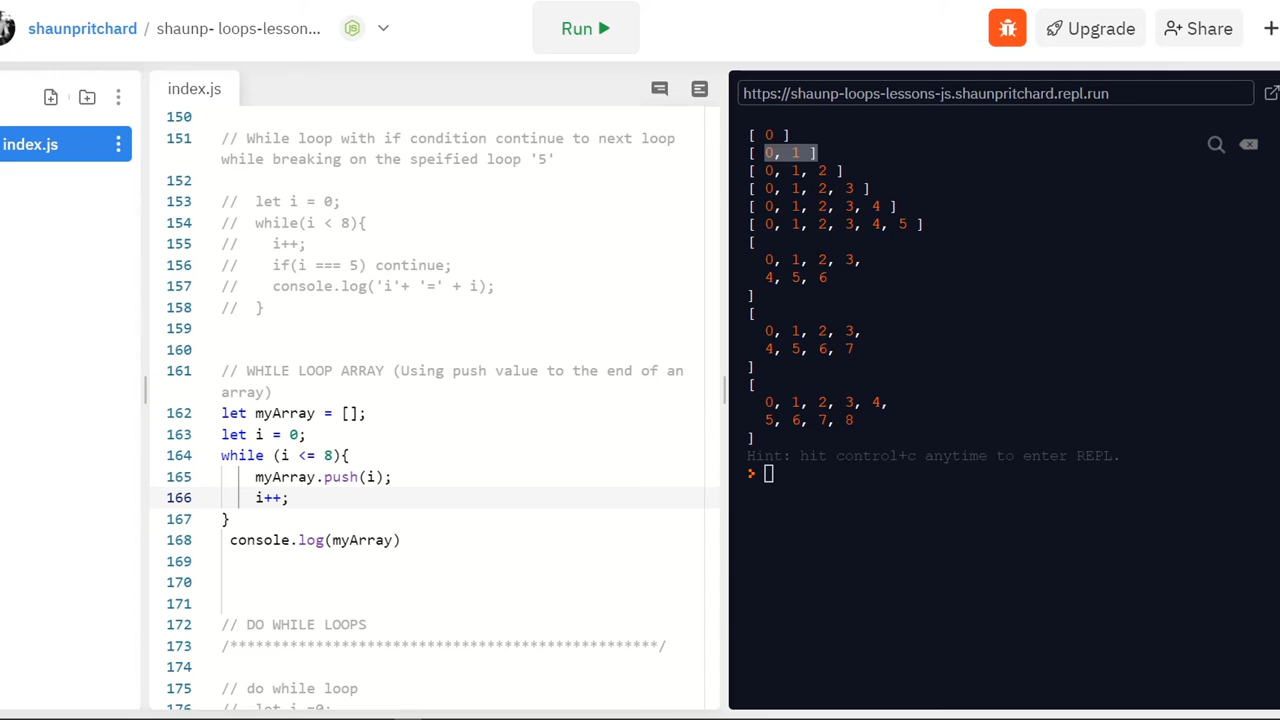 shaunpritchard / shaunp- loops-lesson...
Run
Upgrade
Share
index.js
index.js
150
151 // While loop with if condition continue to next loop
while breaking on the speified loop '5'
152
153 // let i = 0;
154 // while(i < 8){
155 // i++;
156 // if(i === 5) continue;
157 // console.log('i'+ '=' + i);
158 // }
159
160
161 // WHILE LOOP ARRAY (Using push value to the end of an
array)
162 let myArray = [];
163 let i = 0;
164 while (i <= 8){
165 myArray.push(i);
166 i++;
167 }
168 console.log(myArray)
169
170
171
172 // DO WHILE LOOPS
173 /**************************************************/
174
175 // do while loop
176 // let i =0;
https://shaunp-loops-lessons-js.shaunpritchard.repl.run
[ 0 ]
[ 0, 1 ]
[ 0, 1, 2 ]
[ 0, 1, 2, 3 ]
[ 0, 1, 2, 3, 4 ]
[ 0, 1, 2, 3, 4, 5 ]
[
0, 1, 2, 3,
4, 5, 6
]
[
0, 1, 2, 3,
4, 5, 6, 7
]
[
0, 1, 2, 3, 4,
5, 6, 7, 8
]
Hint: hit control+c anytime to enter REPL.